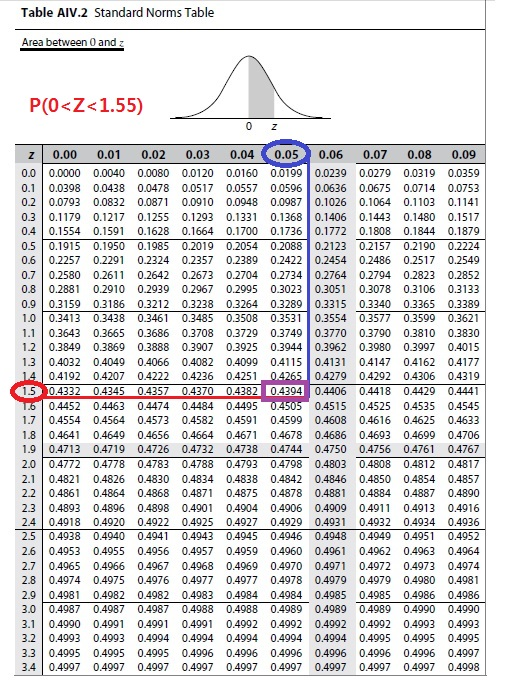 Table AIV.2 Standard Norms Table
Area between 0 and z
P(0<Z<1.55)
0 z
z 0.00 0.01 0.02 0.03 0.04 0.05 0.06 0.07 0.08 0.09
0.0 0.0000 0.0040 0.0080 0.0120 0.0160 0.0199 0.0239 0.0279 0.0319 0.0359
0.1 0.0398 0.0438 0.0478 0.0517 0.0557 0.0596 0.0636 0.0675 0.0714 0.0753
0.2 0.0793 0.0832 0.0871 0.0910 0.0948 0.0987 0.1026 0.1064 0.1103 0.1141
0.3 0.1179 0.1217 0.1255 0.1293 0.1331 0.1368 0.1406 0.1443 0.1480 0.1517
0.4 0.1554 0.1591 0.1628 0.1664 0.1700 0.1736 0.1772 0.1808 0.1844 0.1879
0.5 0.1915 0.1950 0.1985 0.2019 0.2054 0.2088 0.2123 0.2157 0.2190 0.2224
0.6 0.2257 0.2291 0.2324 0.2357 0.2389 0.2422 0.2454 0.2486 0.2517 0.2549
0.7 0.2580 0.2611 0.2642 0.2673 0.2704 0.2734 0.2764 0.2794 0.2823 0.2852
0.8 0.2881 0.2910 0.2939 0.2967 0.2995 0.3023 0.3051 0.3078 0.3106 0.3133
0.9 0.3159 0.3186 0.3212 0.3238 0.3264 0.3289 0.3315 0.3340 0.3365 0.3389
1.0 0.3413 0.3438 0.3461 0.3485 0.3508 0.3531 0.3554 0.3577 0.3599 0.3621
1.1 0.3643 0.3665 0.3686 0.3708 0.3729 0.3749 0.3770 0.3790 0.3810 0.3830
1.2 0.3849 0.3869 0.3888 0.3907 0.3925 0.3944 0.3962 0.3980 0.3997 0.4015
1.3 0.4032 0.4049 0.4066 0.4082 0.4099 0.4115 0.4131 0.4147 0.4162 0.4177
1.4 0.4192 0.4207 0.4222 0.4236 0.4251 0.4265 0.4279 0.4292 0.4306 0.4319
1.5 0.4332 0.4345 0.4357 0.4370 0.4382 0.4394 0.4406 0.4418 0.4429 0.4441
1.6 0.4452 0.4463 0.4474 0.4484 0.4495 0.4505 0.4515 0.4525 0.4535 0.4545
1.7 0.4554 0.4564 0.4573 0.4582 0.4591 0.4599 0.4608 0.4616 0.4625 0.4633
1.8 0.4641 0.4649 0.4656 0.4664 0.4671 0.4678 0.4686 0.4693 0.4699 0.4706
1.9 0.4713 0.4719 0.4726 0.4732 0.4738 0.4744 0.4750 0.4756 0.4761 0.4767
2.0 0.4772 0.4778 0.4783 0.4788 0.4793 0.4798 0.4803 0.4808 0.4812 0.4817
2.1 0.4821 0.4826 0.4830 0.4834 0.4838 0.4842 0.4846 0.4850 0.4854 0.4857
2.2 0.4861 0.4864 0.4868 0.4871 0.4875 0.4878 0.4881 0.4884 0.4887 0.4890
2.3 0.4893 0.4896 0.4898 0.4901 0.4904 0.4906 0.4909 0.4911 0.4913 0.4916
2.4 0.4918 0.4920 0.4922 0.4925 0.4927 0.4929 0.4931 0.4932 0.4934 0.4936
2.5 0.4938 0.4940 0.4941 0.4943 0.4945 0.4946 0.4948 0.4949 0.4951 0.4952
2.6 0.4953 0.4955 0.4956 0.4957 0.4959 0.4960 0.4961 0.4962 0.4963 0.4964
2.7 0.4965 0.4966 0.4967 0.4968 0.4969 0.4970 0.4971 0.4972 0.4973 0.4974
2.8 0.4974 0.4975 0.4976 0.4977 0.4977 0.4978 0.4979 0.4979 0.4980 0.4981
2.9 0.4981 0.4982 0.4982 0.4983 0.4984 0.4984 0.4985 0.4985 0.4986 0.4986
3.0 0.4987 0.4987 0.4987 0.4988 0.4988 0.4989 0.4989 0.4989 0.4990 0.4990
3.1 0.4990 0.4991 0.4991 0.4991 0.4992 0.4992 0.4992 0.4992 0.4993 0.4993
3.2 0.4993 0.4993 0.4994 0.4994 0.4994 0.4994 0.4994 0.4995 0.4995 0.4995
3.3 0.4995 0.4995 0.4995 0.4996 0.4996 0.4996 0.4996 0.4996 0.4996 0.4997
3.4 0.4997 0.4997 0.4997 0.4997 0.4997 0.4997 0.4997 0.4997 0.4997 0.4998